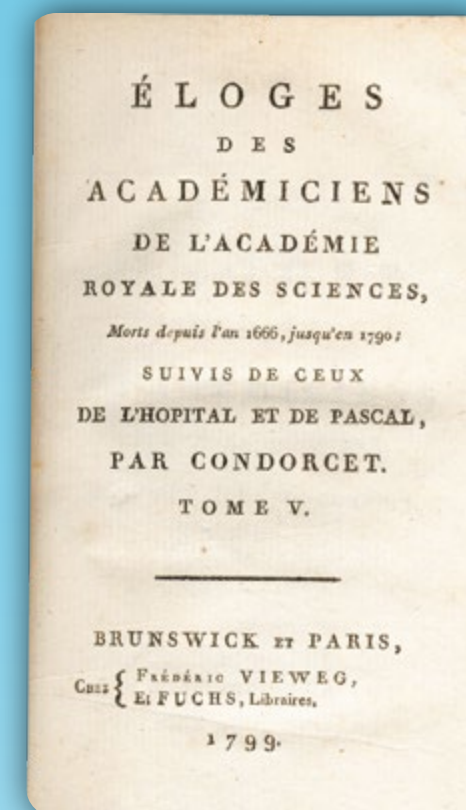 ÉLOGES
DES
ACADÉMICIENS
DE L'ACADÉMIE
ROYALE DES SCIENCES,
Morts depuis l'an 1666, jusqu'en 1790;
SUIVIS DE CEUX
DE L'HOPITAL ET DE PASCAL,
PAR CONDORCET.
TOME V.
BRUNSWICK ET PARIS,
CHEZ { FRÉDÉRIC VIEWEG,
Et FUCHS, Libraires.
1799.